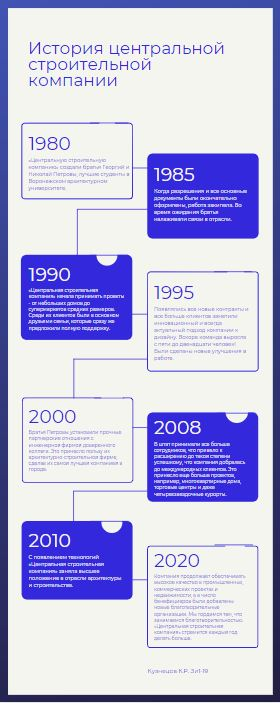 История центральной
строительной
компании
1980
«Центральную строительную
компанию» создали братья Георгий и
Николай Петровы, лучшие студенты в
Воронежском архитектурном
университете.
1985
Когда разрешения и все основные
документы были окончательно
оформлены, работа закипела. Во
время ожидания братья
налаживали связи в отрасли.
1990
«Центральная строительная
компания» начала принимать проекты
- от небольших домов до
супермаркетов средних размеров.
Среди их клиентов были в основном
друзьями семьи, которые сразу же
предложили полную поддержку.
1995
Появлялись все новые контракты и
все больше клиентов заметили
инновационный и всегда
актуальный подход компании к
дизайну. Вскоре команда выросла
с пяти до двенадцати человек!
Были сделаны новые улучшения в
работе.
2000
Братья Петровы установили прочные
партнерские отношения с
инженерной фирмой доверенного
коллеги. Это принесло пользу их
архитектурно-строительной фирме,
сделав их самой лучшей компанией в
городе.
2008
В штат принимали все больше
сотрудников, что привело к
расширению до такой степени
успешному, что компания добралась
до международных клиентов. Это
принесло еще больше проектов,
например, многоквартирные дома,
торговые центры и даже
четырехзвездочные курорты.
2010
С появлением технологий
«Центральная строительная
компания» заняла высшее
положение в отрасли архитектуры
и строительства.
2020
Компания продолжает обеспечивать
высокое качество и промышленных,
коммерческих проектов и
недвижимости, а в число
бенефициаров были добавлены
новые благотворительные
организации. Мы гордимся тем, что
занимаемся благотворительностью.
«Центральная строительная
компания» стремится каждый год
делать больше.
Кузнецов К.Р. ЗиТ-19